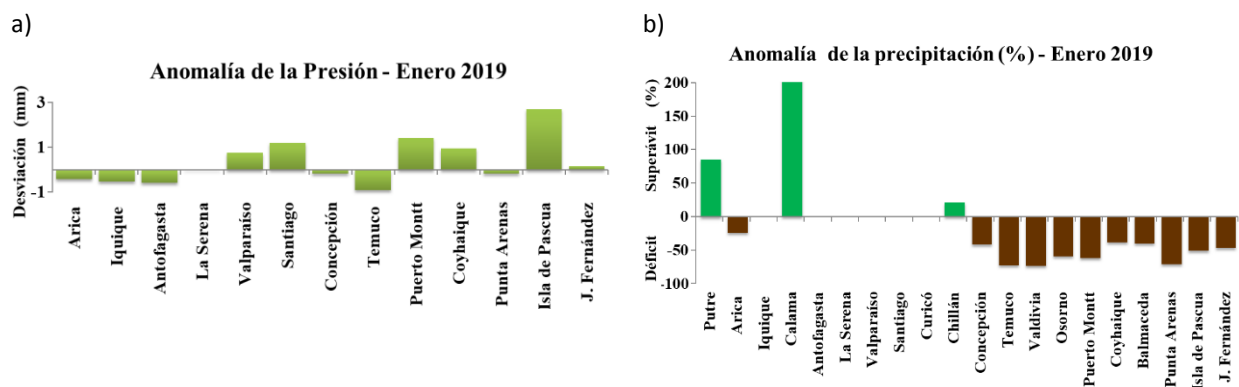 a)
Anomalía de la Presión - Enero 2019
Desviación (mm)
3
1
-1
Arica
Iquique
Antofagasta
La Serena
Valparaíso
Santiago
Concepción
Temuco
Puerto Montt
Coyhaique
Punta Arenas
Isla de Pascua
J. Fernández
b)
Anomalía de la precipitación (%) - Enero 2019
Déficit Superávit (%)
200
150
100
50
0
-50
-100
Putre
Arica
Iquique
Calama
Antofagasta
La Serena
Valparaíso
Santiago
Curicó
Chillán
Concepción
Temuco
Valdivia
Osorno
Puerto Montt
Coyhaique
Balmaceda
Punta Arenas
Isla de Pascua
J. Fernández